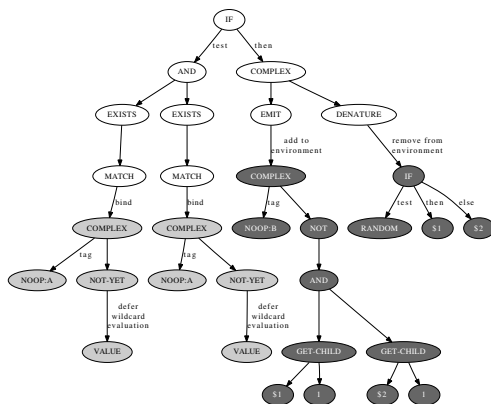 IF
test
then
AND
COMPLEX
EXISTS
EXISTS
EMIT
DENATURE
add to
environment
remove from
environment
MATCH
MATCH
COMPLEX
IF
bind
bind
tag
test
then
else
COMPLEX
COMPLEX
NOOP:B
NOT
RANDOM
$1
$2
tag
tag
NOOP:A
NOT-YET
NOOP:A
NOT-YET
AND
defer
wildcard
evaluation
defer
wildcard
evaluation
VALUE
VALUE
GET-CHILD
GET-CHILD
$1
1
$2
1